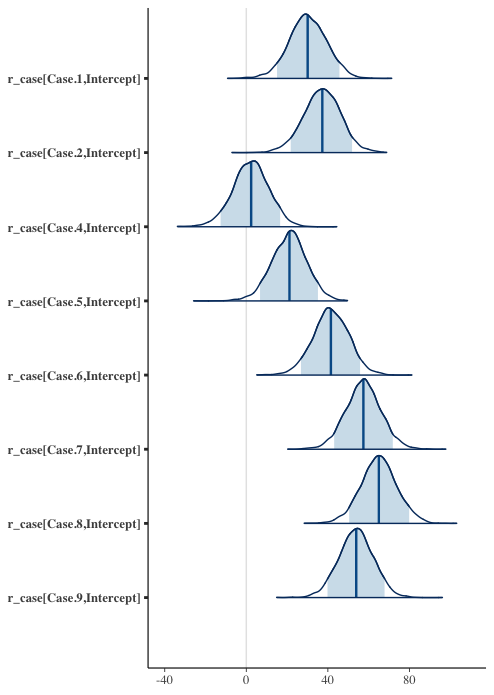 r_case[Case.1,Intercept]
r_case[Case.2,Intercept]
r_case[Case.4,Intercept]
r_case[Case.5,Intercept]
r_case[Case.6,Intercept]
r_case[Case.7,Intercept]
r_case[Case.8,Intercept]
r_case[Case.9,Intercept]
-40 0 40 80